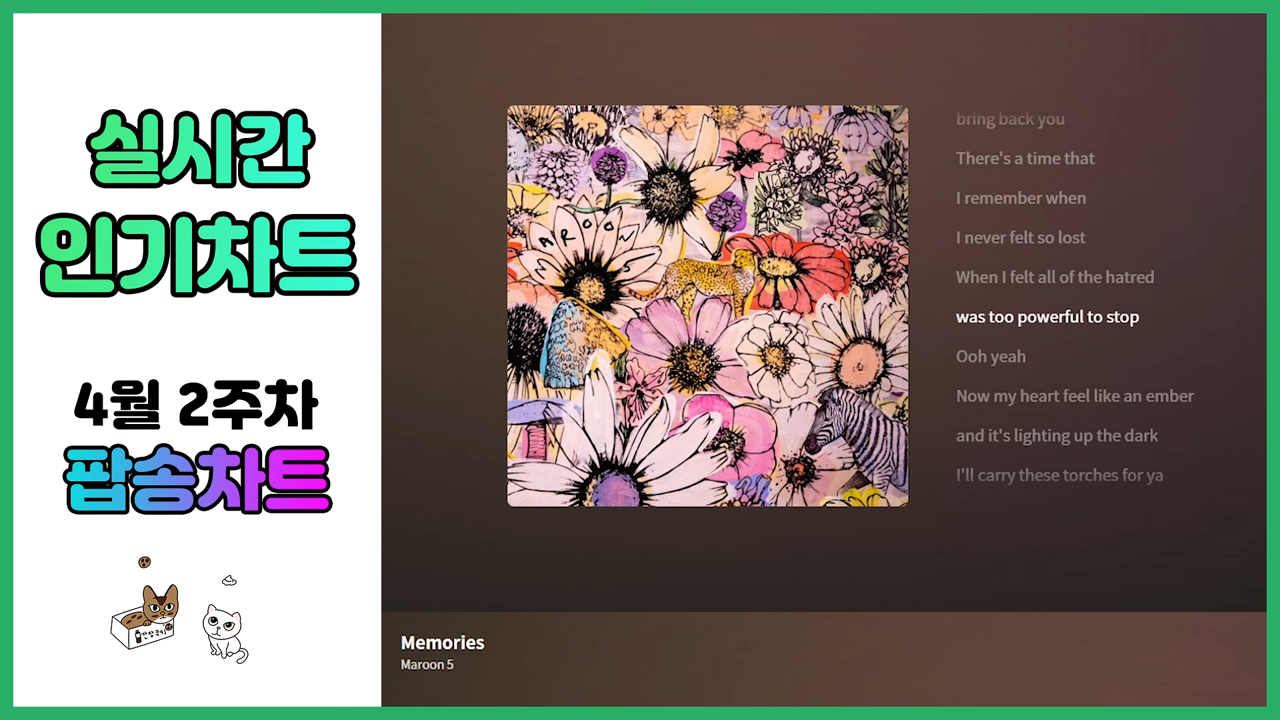 실시간
인기차트
4월 2주차
팝송차트
MAROON 5
bring back you
There's a time that
I remember when
I never felt so lost
When I felt all of the hatred
was too powerful to stop
Ooh yeah
Now my heart feel like an ember
and it's lighting up the dark
I'll carry these torches for ya
Memories
Maroon 5